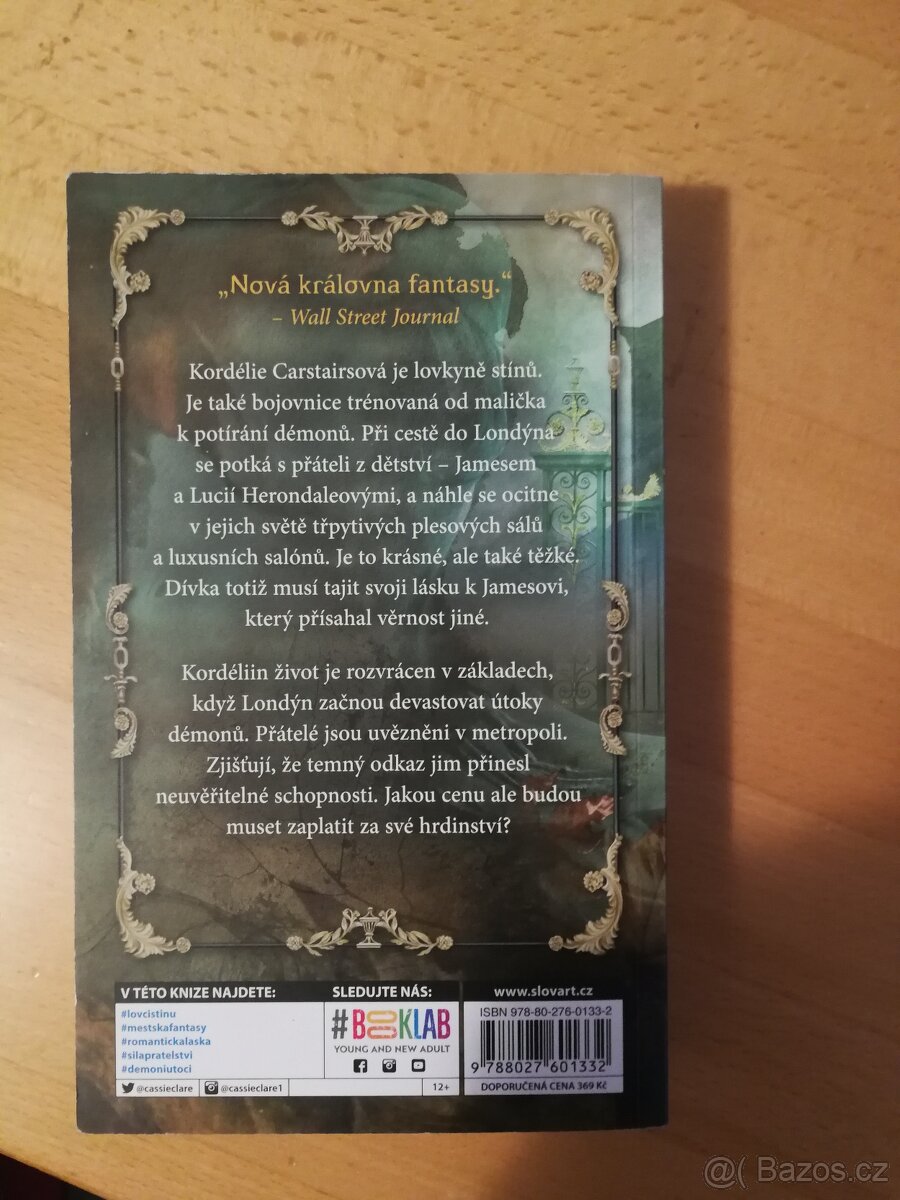 „Nová královna fantasy.“
– Wall Street Journal
Kordélie Carstairsová je lovkyně stínů.
Je také bojovnice trénovaná od malička
k potírání démonů. Při cestě do Londýna
se potká s přáteli z dětství – Jamesem
a Lucií Herondaleovými, a náhle se ocitne
v jejich světě třpytivých plesových sálů
a luxusních salónů. Je to krásné, ale také těžké.
Dívka totiž musí tajit svoji lásku k Jamesovi,
který přísahal věrnost jiné.
Kordéliin život je rozvrácen v základech,
když Londýn začnou devastovat útoky
démonů. Přátelé jsou uvězněni v metropoli.
Zjišťují, že temný odkaz jim přinesl
neuvěřitelné schopnosti. Jakou cenu ale budou
muset zaplatit za své hrdinství?
V TÉTO KNIZE NAJDETE:
#lovcistinu
#mestskafantasy
#romantickalaska
#silapratelstvi
#demoniutoci
@cassieclare
@cassieclare1
SLEDUJTE NÁS:
#BOOKLAB
YOUNG AND NEW ADULT
12+
www.slovart.cz
ISBN 978-80-276-0133-2
9 788027 601332
DOPORUČENÁ CENA 369 Kč
@( Bazos.cz